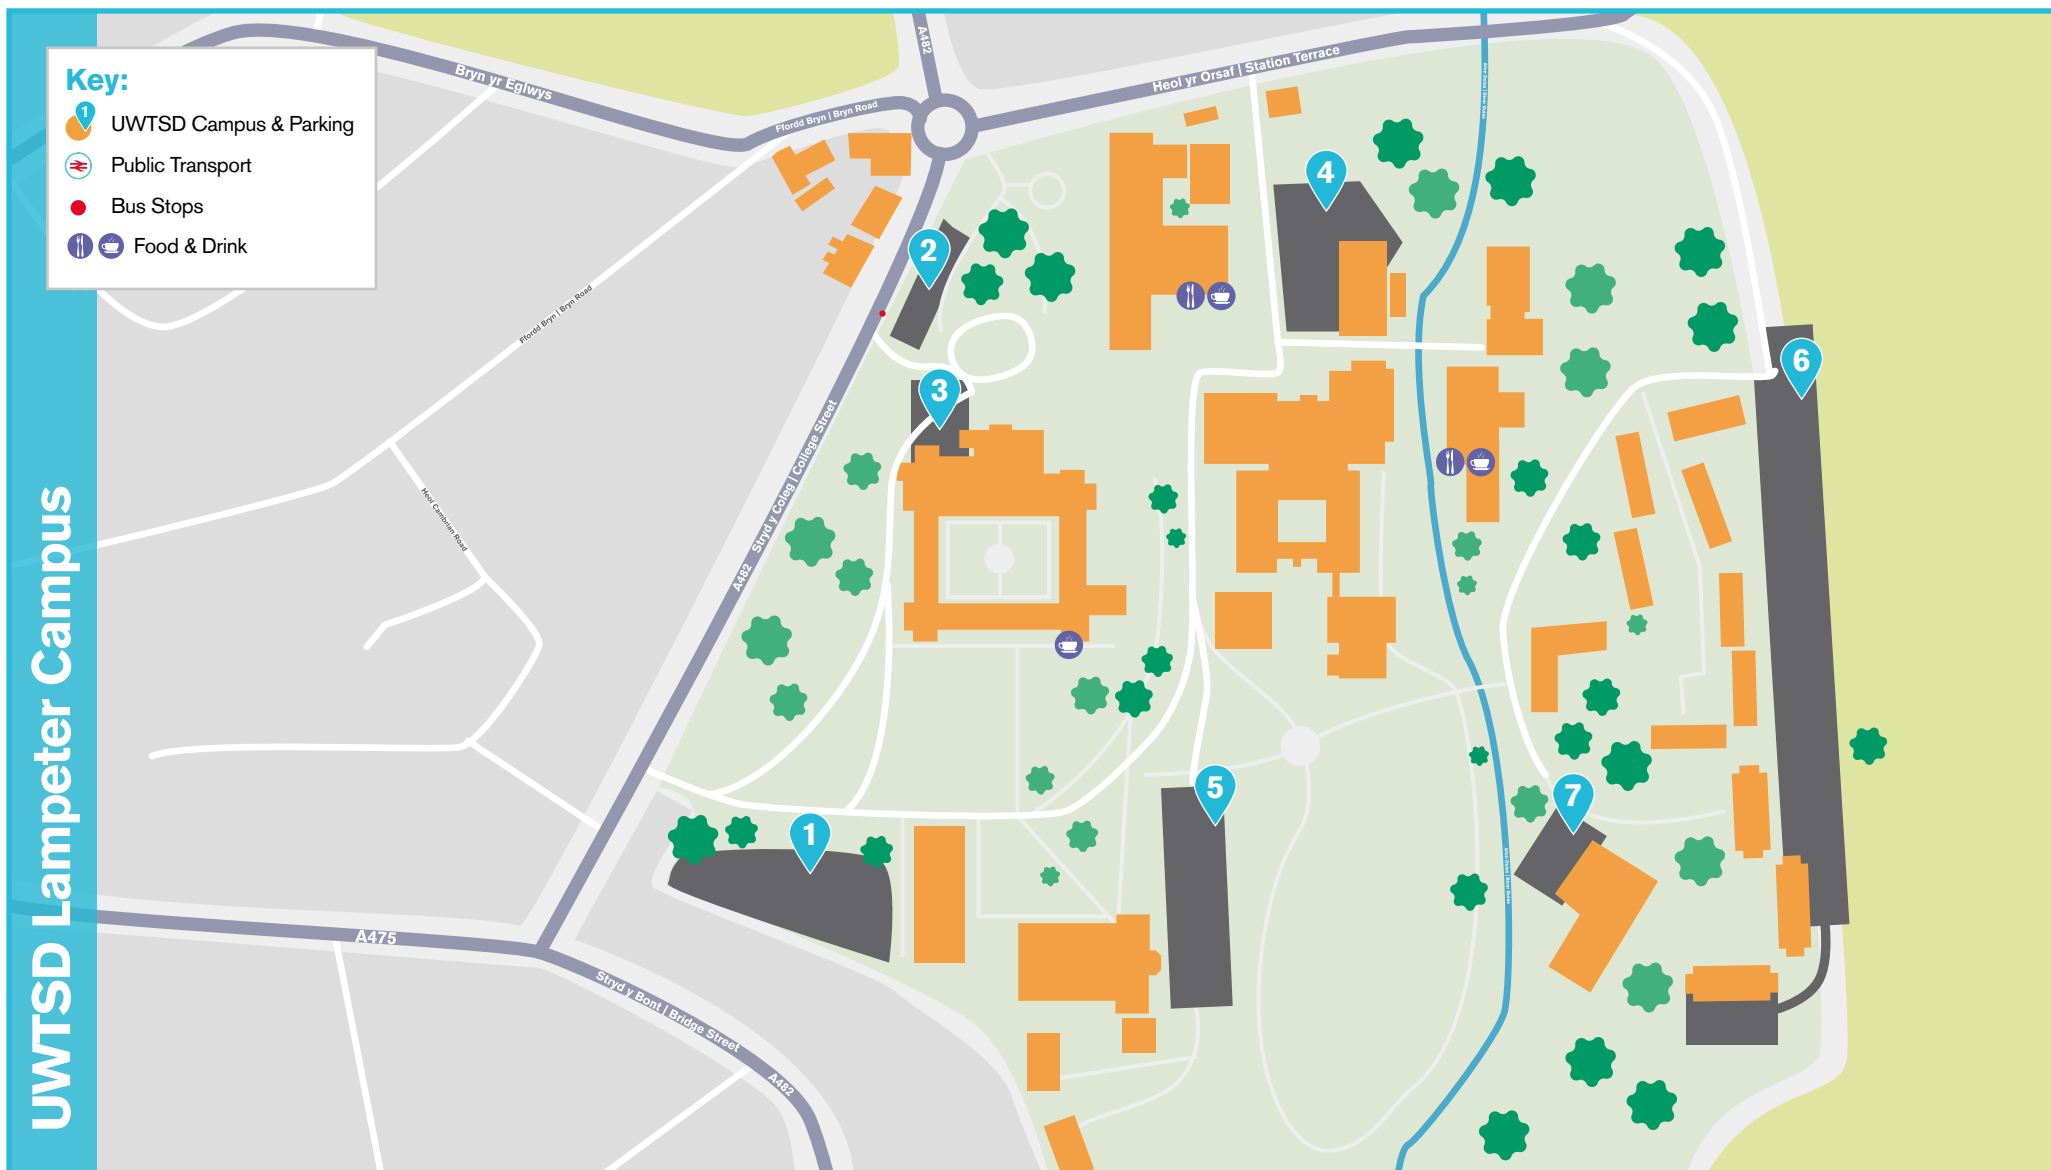 UWTSD Lampeter Campus
Key:
1
UWTSD Campus & Parking
Public Transport
Bus Stops
Food & Drink
Bryn yr Eglwys
Ffordd Bryn | Bryn Road
A482
Heol yr Orsaf | Station Terrace
Ffordd Bryn | Bryn Road
Heol Cambrian Road
A482 Stryd y Coleg | College Street
A475
Stryd y Bont | Bridge Street
A482
1
2
3
4
5
6
7